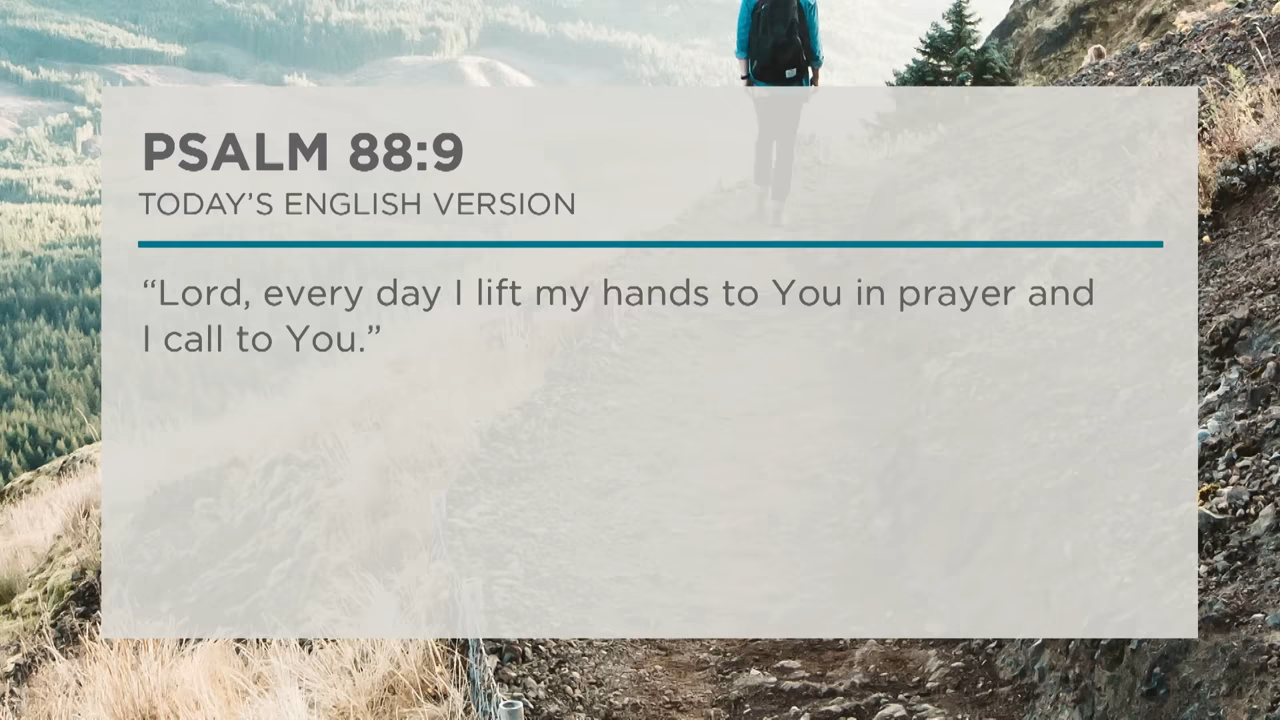 PSALM 88:9
TODAY’S ENGLISH VERSION
“Lord, every day I lift my hands to You in prayer and
I call to You.”